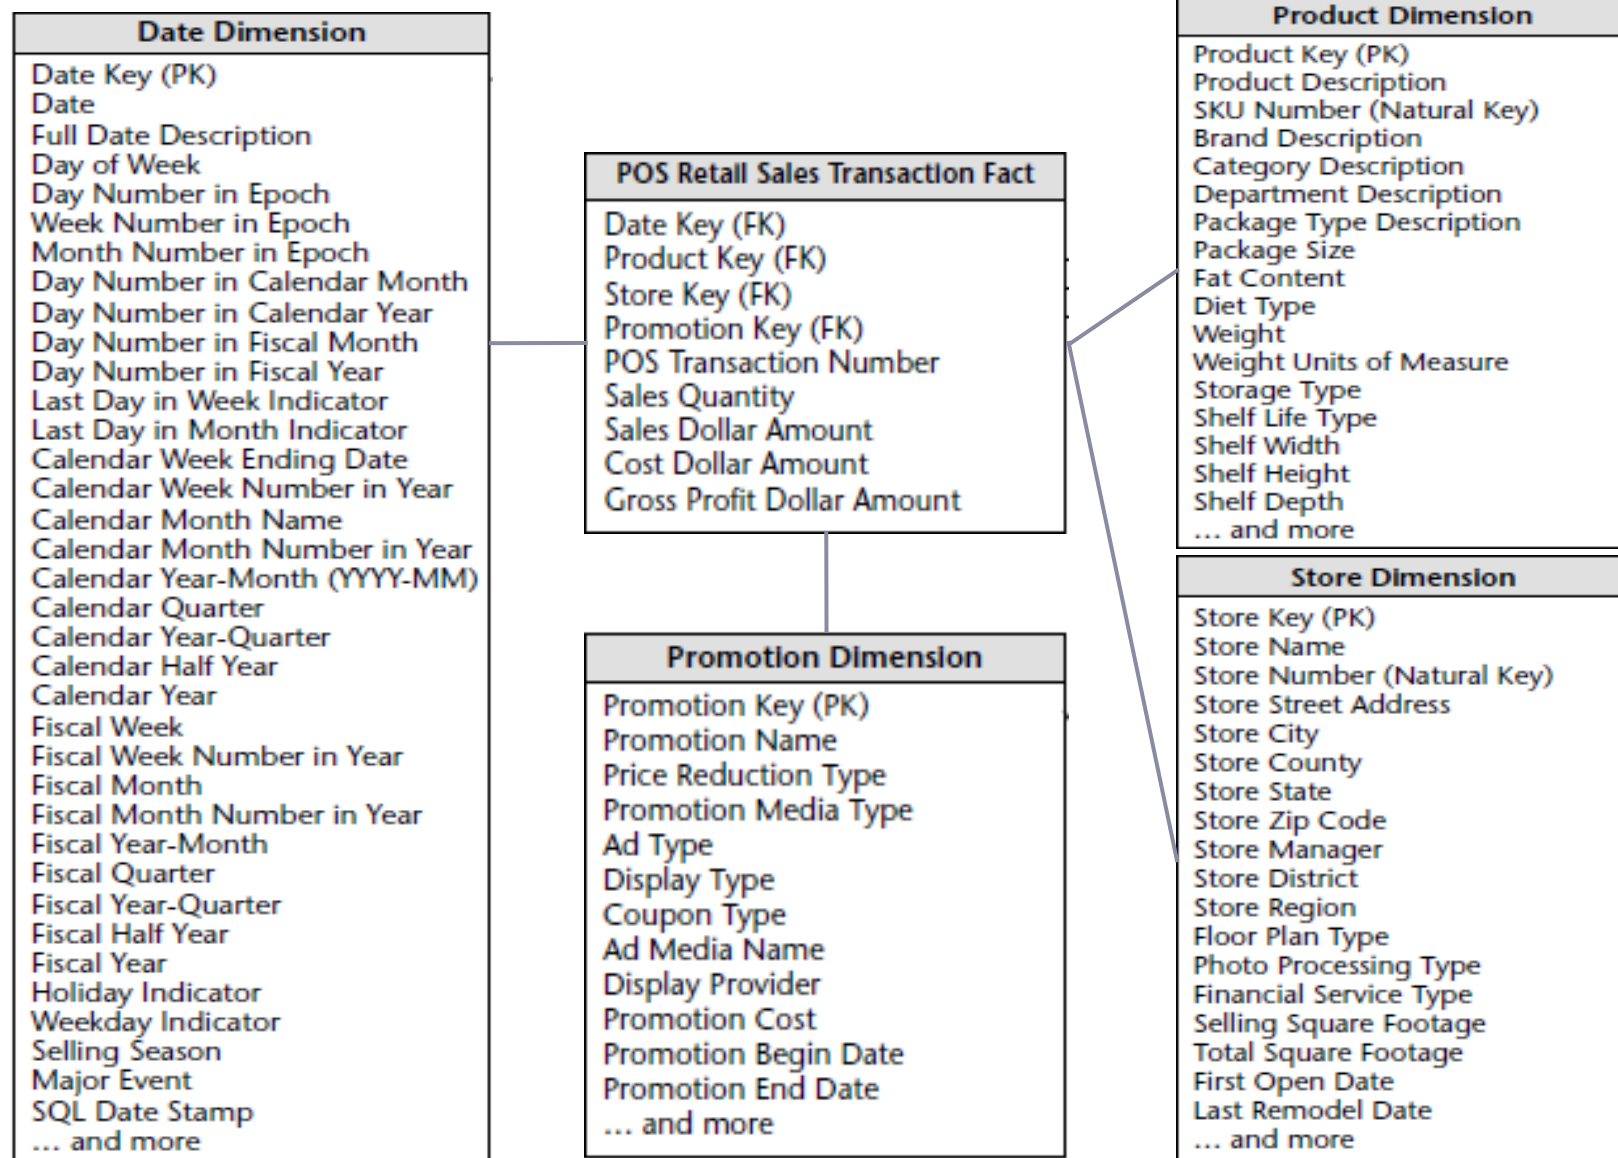 Date Dimension
Date Key (PK)
Date
Full Date Description
Day of Week
Day Number in Epoch
Week Number in Epoch
Month Number in Epoch
Day Number in Calendar Month
Day Number in Calendar Year
Day Number in Fiscal Month
Day Number in Fiscal Year
Last Day in Week Indicator
Last Day in Month Indicator
Calendar Week Ending Date
Calendar Week Number in Year
Calendar Month Name
Calendar Month Number in Year
Calendar Year-Month (YYYY-MM)
Calendar Quarter
Calendar Year-Quarter
Calendar Half Year
Calendar Year
Fiscal Week
Fiscal Week Number in Year
Fiscal Month
Fiscal Month Number in Year
Fiscal Year-Month
Fiscal Quarter
Fiscal Year-Quarter
Fiscal Half Year
Fiscal Year
Holiday Indicator
Weekday Indicator
Selling Season
Major Event
SQL Date Stamp
... and more
POS Retail Sales Transaction Fact
Date Key (FK)
Product Key (FK)
Store Key (FK)
Promotion Key (FK)
POS Transaction Number
Sales Quantity
Sales Dollar Amount
Cost Dollar Amount
Gross Profit Dollar Amount
Promotion Dimension
Promotion Key (PK)
Promotion Name
Price Reduction Type
Promotion Media Type
Ad Type
Display Type
Coupon Type
Ad Media Name
Display Provider
Promotion Cost
Promotion Begin Date
Promotion End Date
... and more
Product Dimension
Product Key (PK)
Product Description
SKU Number (Natural Key)
Brand Description
Category Description
Department Description
Package Type Description
Package Size
Fat Content
Diet Type
Weight
Weight Units of Measure
Storage Type
Shelf Life Type
Shelf Width
Shelf Height
Shelf Depth
... and more
Store Dimension
Store Key (PK)
Store Name
Store Number (Natural Key)
Store Street Address
Store City
Store County
Store State
Store Zip Code
Store Manager
Store District
Store Region
Floor Plan Type
Photo Processing Type
Financial Service Type
Selling Square Footage
Total Square Footage
First Open Date
Last Remodel Date
... and more